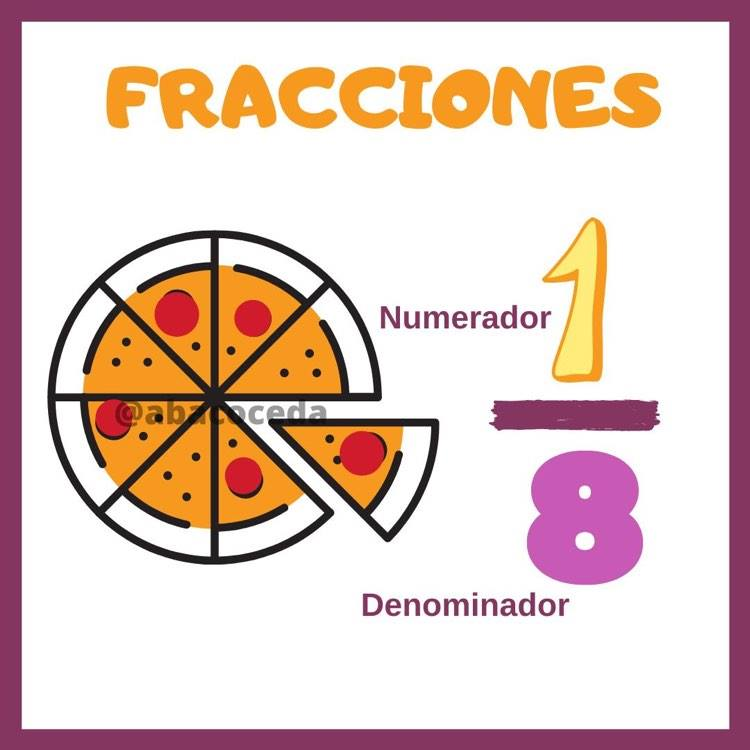 FRACCIONES
Numerador
1
@abacoceda
8
Denominador